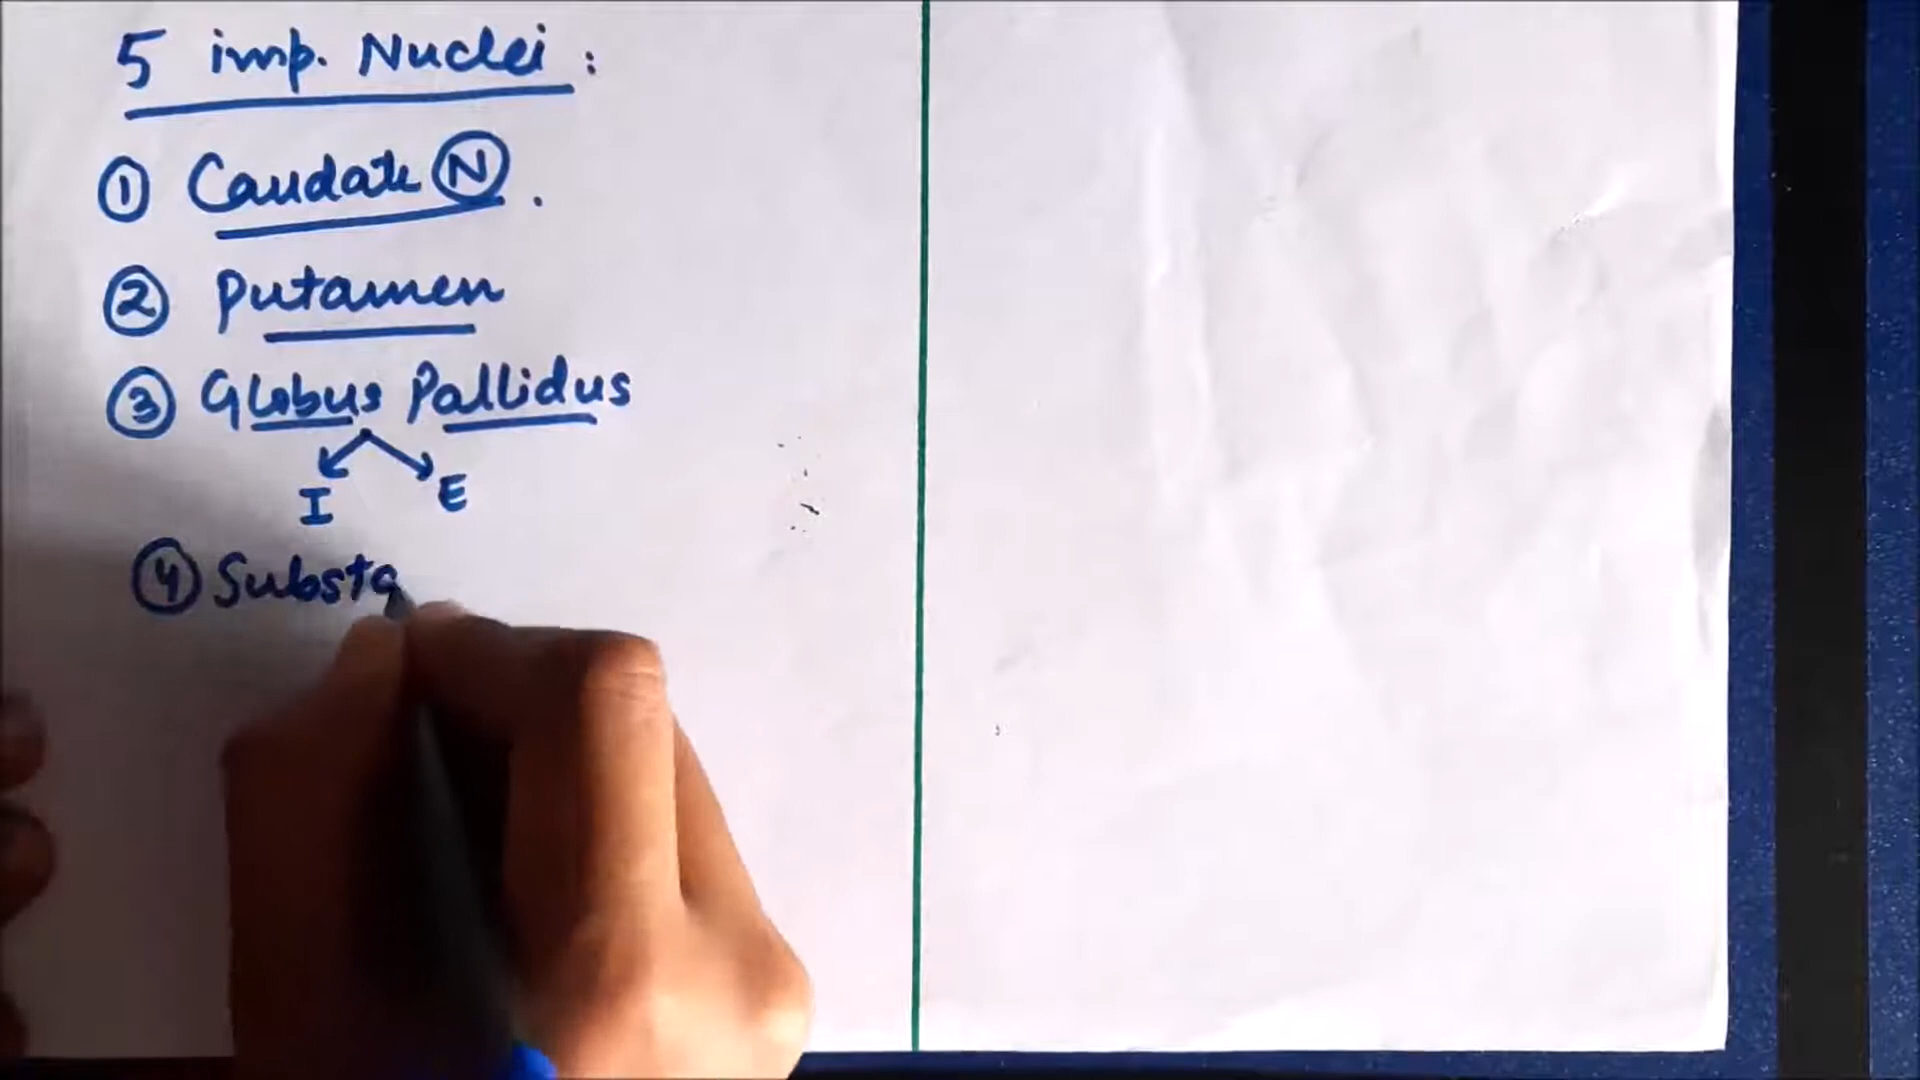 5 imp. Nuclei :
① Caudate Ⓝ .
② Putamen
③ Globus Pallidus
I E
④ Substa